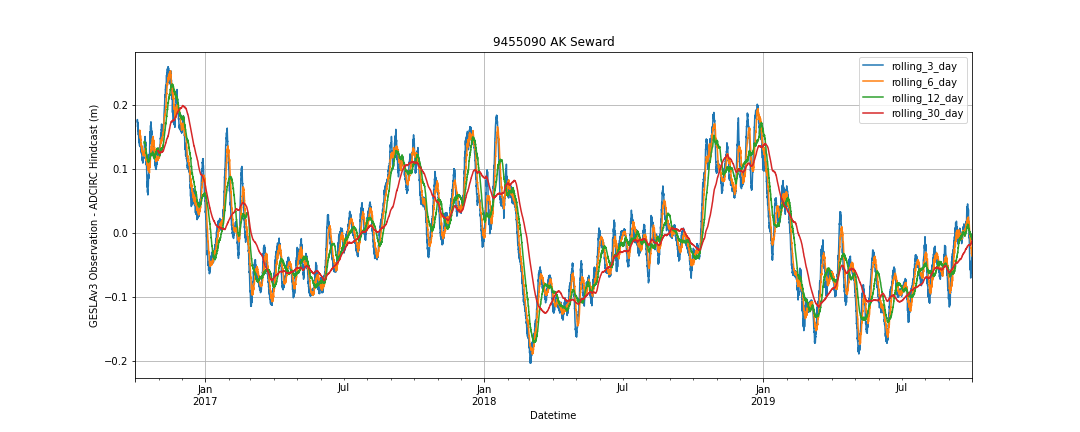 9455090 AK Seward
GESLAv3 Observation - ADCIRC Hindcast (m)
0.2
0.1
0.0
−0.1
−0.2
rolling_3_day
rolling_6_day
rolling_12_day
rolling_30_day
Jan
2017
Jul
Jan
2018
Jul
Jan
2019
Jul
Datetime